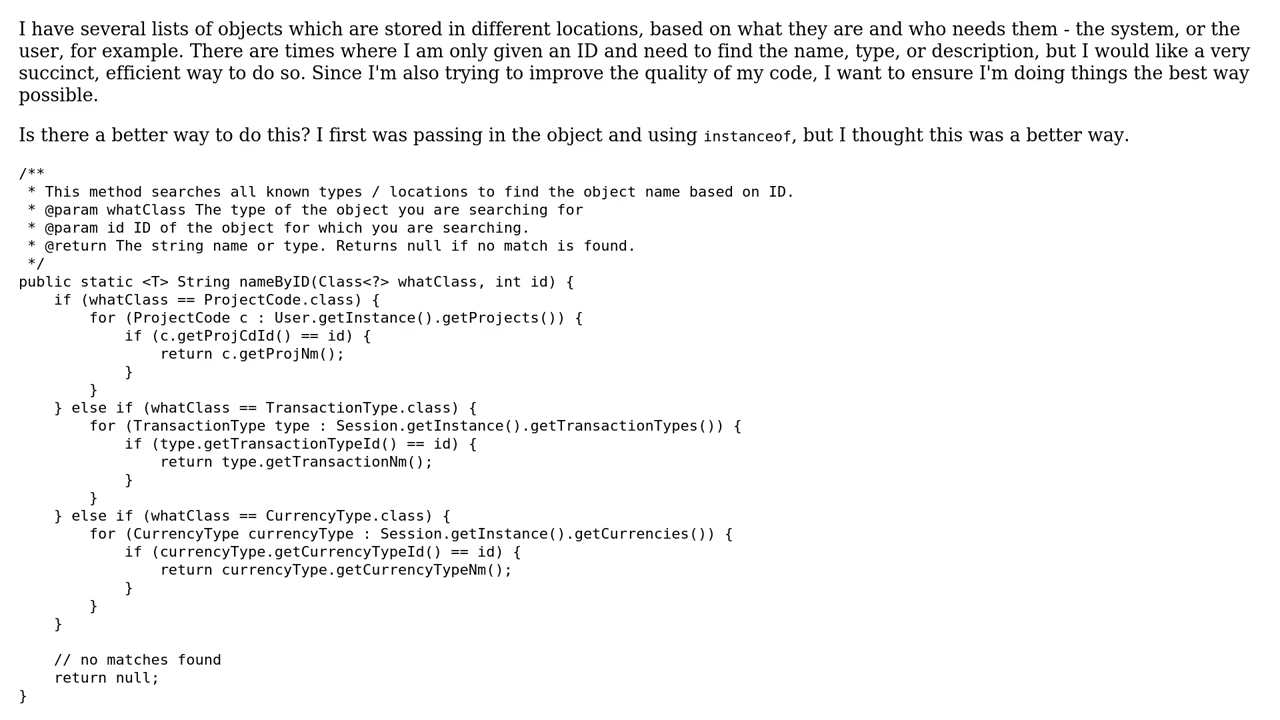 I have several lists of objects which are stored in different locations, based on what they are and who needs them - the system, or the
user, for example. There are times where I am only given an ID and need to find the name, type, or description, but I would like a very
succinct, efficient way to do so. Since I'm also trying to improve the quality of my code, I want to ensure I'm doing things the best way
possible.
Is there a better way to do this? I first was passing in the object and using instanceof, but I thought this was a better way.
/**
 * This method searches all known types / locations to find the object name based on ID.
 * @param whatClass The type of the object you are searching for
 * @param id ID of the object for which you are searching.
 * @return The string name or type. Returns null if no match is found.
 */
public static <T> String nameByID(Class<?> whatClass, int id) {
    if (whatClass == ProjectCode.class) {
        for (ProjectCode c : User.getInstance().getProjects()) {
            if (c.getProjCdId() == id) {
                return c.getProjNm();
            }
        }
    } else if (whatClass == TransactionType.class) {
        for (TransactionType type : Session.getInstance().getTransactionTypes()) {
            if (type.getTransactionTypeId() == id) {
                return type.getTransactionNm();
            }
        }
    } else if (whatClass == CurrencyType.class) {
        for (CurrencyType currencyType : Session.getInstance().getCurrencies()) {
            if (currencyType.getCurrencyTypeId() == id) {
                return currencyType.getCurrencyTypeNm();
            }
        }
    }

    // no matches found
    return null;
}